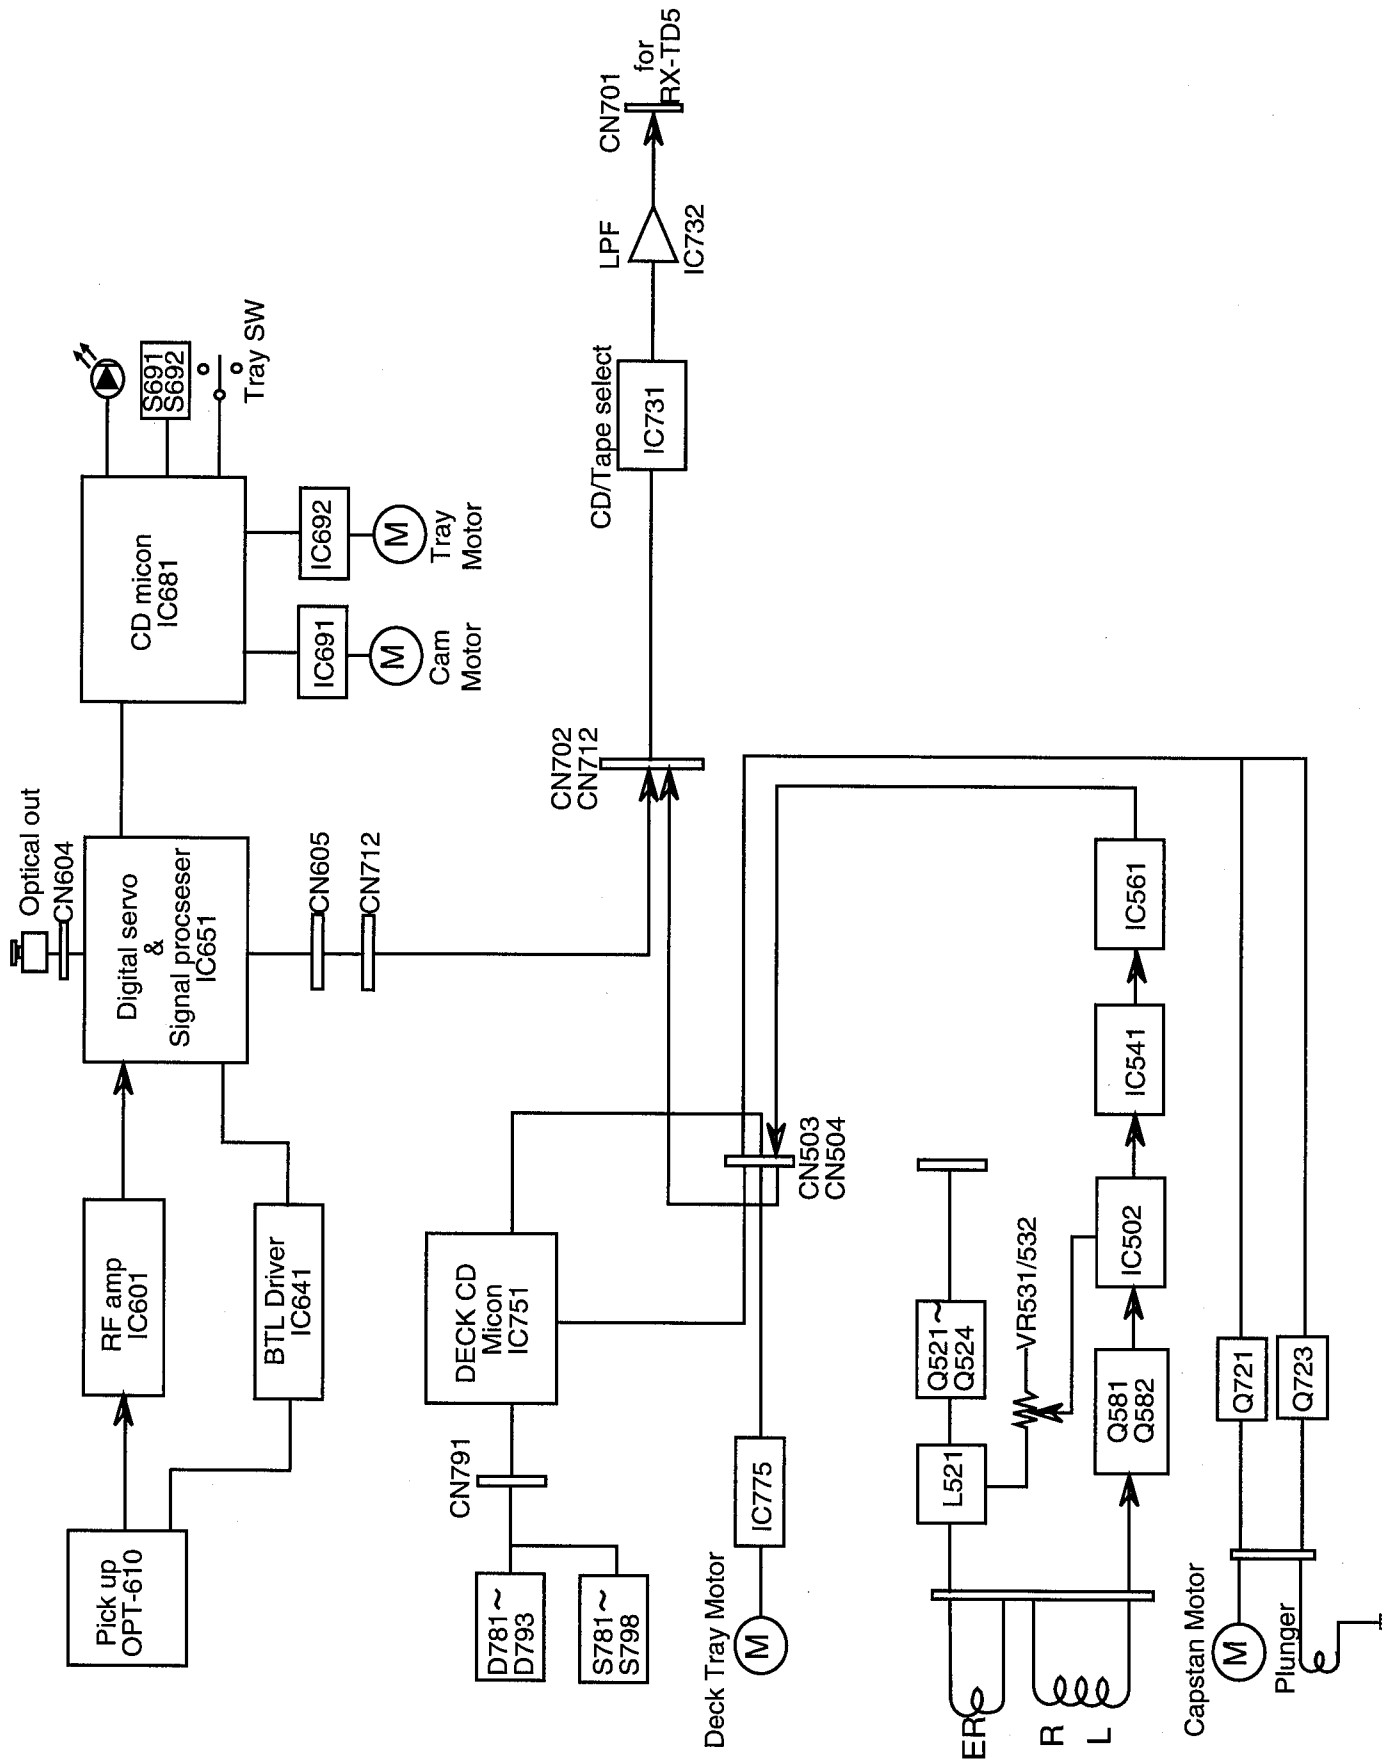 Pick up
OPT-610
RF amp
IC601
BTL Driver
IC641
Optical out
CN604
Digital servo
&
Signal procseser
IC651
CN605
CN712
CD micon
IC681
S691
S692
Tray SW
IC691
M
Cam
Motor
IC692
M
Tray
Motor
D781~
D793
S781~
S798
CN791
DECK CD
Micon
IC751
CN702
CN712
CD/Tape select
IC731
LPF
IC732
CN701
for
RX-TD5
Deck Tray Motor
M
IC775
CN503
CN504
ER
R
L
L521
Q521~
Q524
VR531/532
Q581
Q582
IC502
IC541
IC561
Capstan Motor
M
Plunger
Q721
Q723